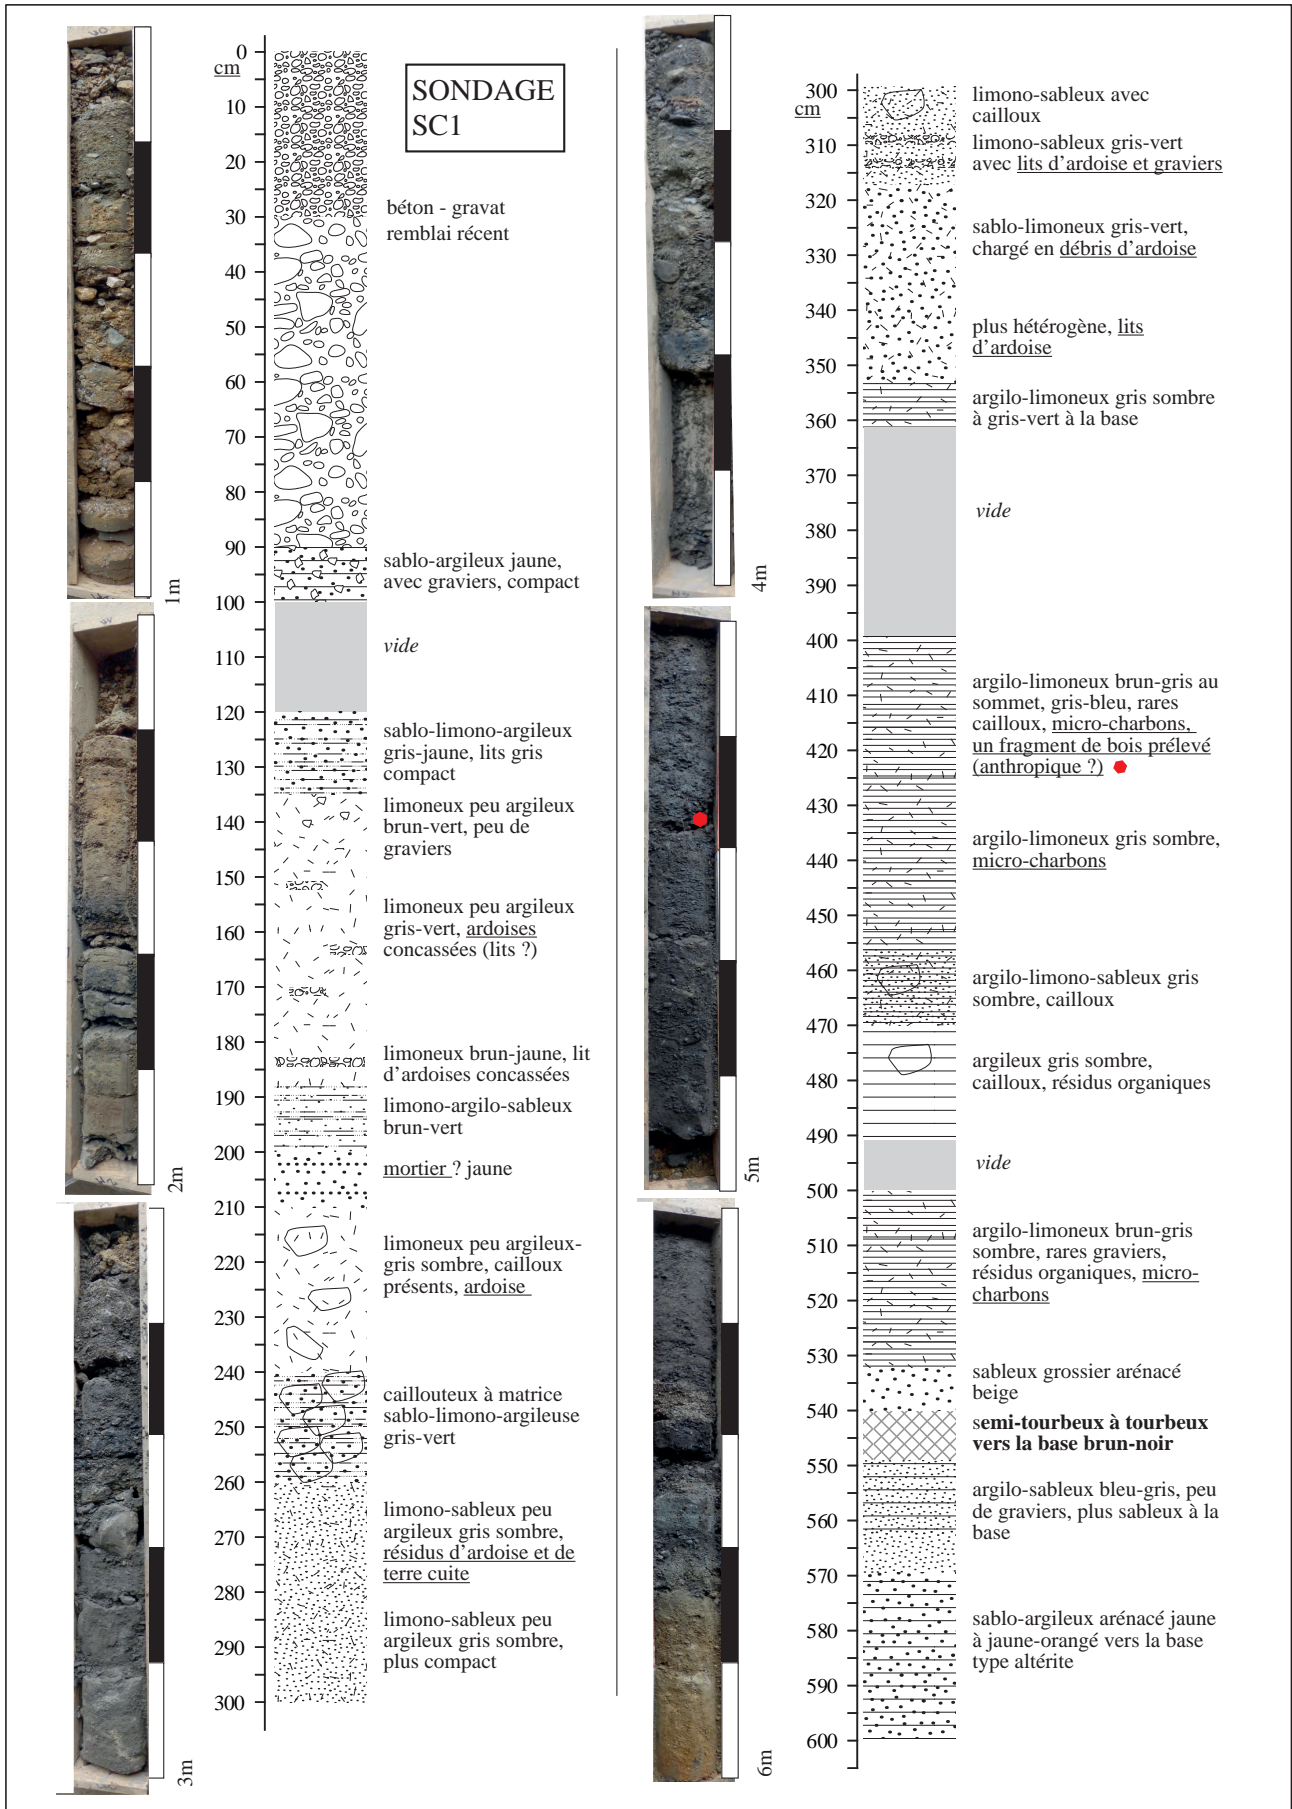 SONDAGE
SC1
0
cm
10
20
30
40
50
60
70
80
90
100
110
120
130
140
150
160
170
180
190
200
210
220
230
240
250
260
270
280
290
300
béton - gravat
remblai récent
sablo-argileux jaune,
avec graviers, compact
vide
sablo-limono-argileux
gris-jaune, lits gris
compact
limoneux peu argileux
brun-vert, peu de
graviers
limoneux peu argileux
gris-vert, ardoises
concassées (lits ?)
limoneux brun-jaune, lit
d'ardoises concassées
limono-argilo-sableux
brun-vert
mortier ? jaune
limoneux peu argileux-
gris sombre, cailloux
présents, ardoise
caillouteux à matrice
sablo-limono-argileuse
gris-vert
limono-sableux peu
argileux gris sombre,
résidus d'ardoise et de
terre cuite
limono-sableux peu
argileux gris sombre,
plus compact
1m
2m
3m
300
cm
310
320
330
340
350
360
370
380
390
400
410
420
430
440
450
460
470
480
490
500
510
520
530
540
550
560
570
580
590
600
limono-sableux avec
cailloux
limono-sableux gris-vert
avec lits d'ardoise et graviers
sablo-limoneux gris-vert,
chargé en débris d'ardoise
plus hétérogène, lits
d'ardoise
argilo-limoneux gris sombre
à gris-vert à la base
vide
argilo-limoneux brun-gris au
sommet, gris-bleu, rares
cailloux, micro-charbons,
un fragment de bois prélevé
(anthropique ?)
argilo-limoneux gris sombre,
micro-charbons
argilo-limono-sableux gris
sombre, cailloux
argileux gris sombre,
cailloux, résidus organiques
vide
argilo-limoneux brun-gris
sombre, rares graviers,
résidus organiques, micro-
charbons
sableux grossier arénacé
beige
semi-tourbeux à tourbeux
vers la base brun-noir
argilo-sableux bleu-gris, peu
de graviers, plus sableux à la
base
sablo-argileux arénacé jaune
à jaune-orangé vers la base
type altérite
4m
5m
6m